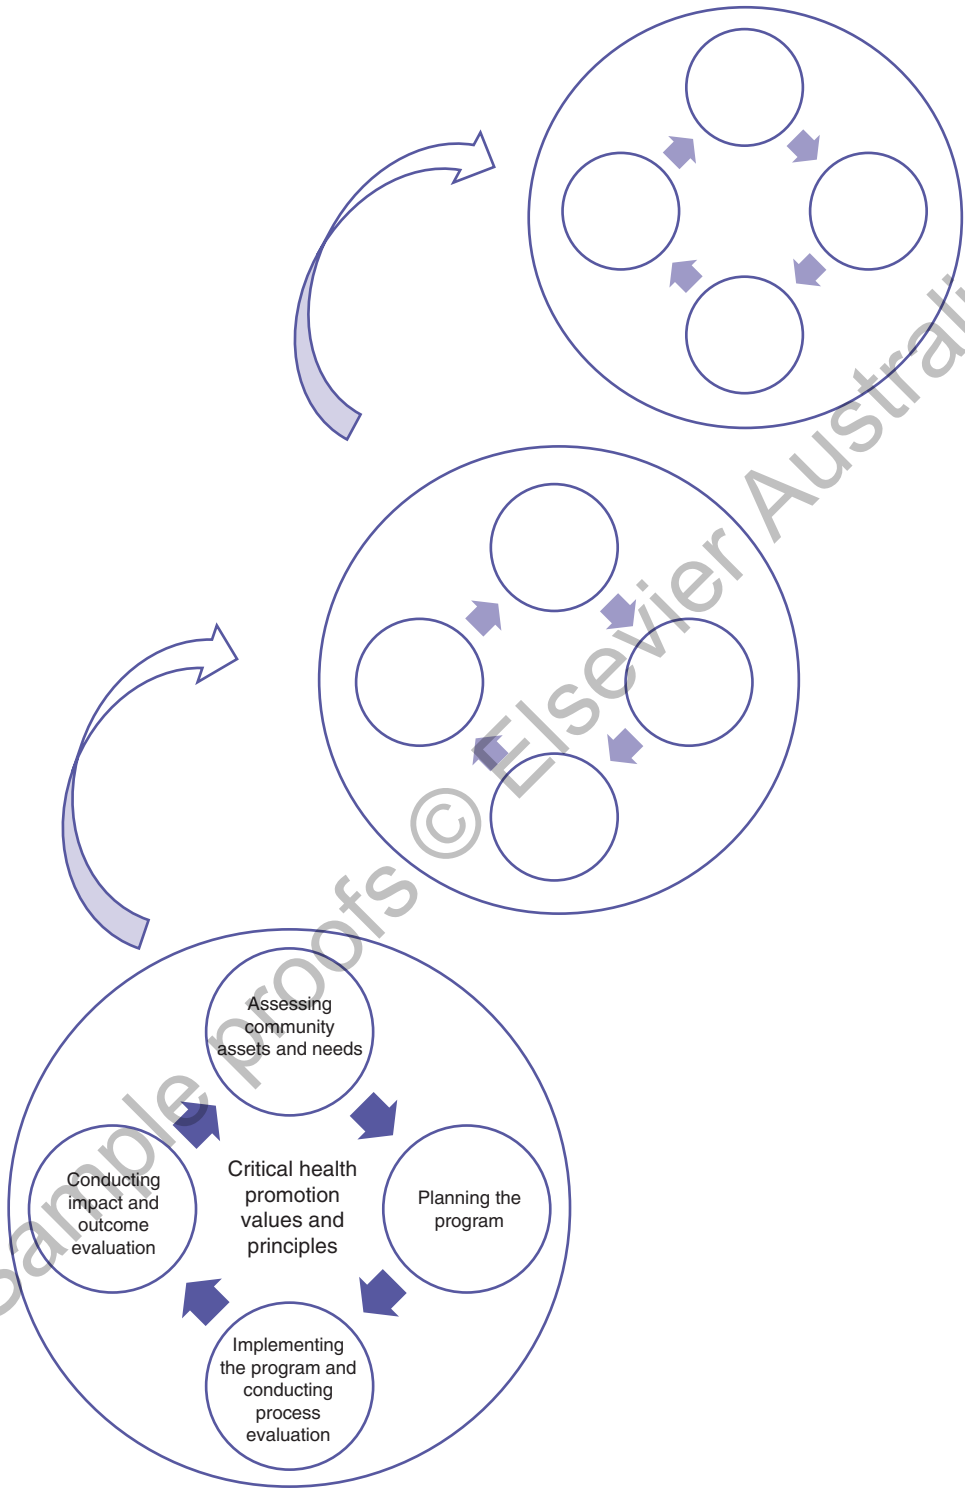 Assessing
community
assets and needs
Conducting
impact and
outcome
evaluation
Critical health
promotion
values and
principles
Planning the
program
Implementing
the program and
conducting
process
evaluation
Sample proofs © Elsevier Australi